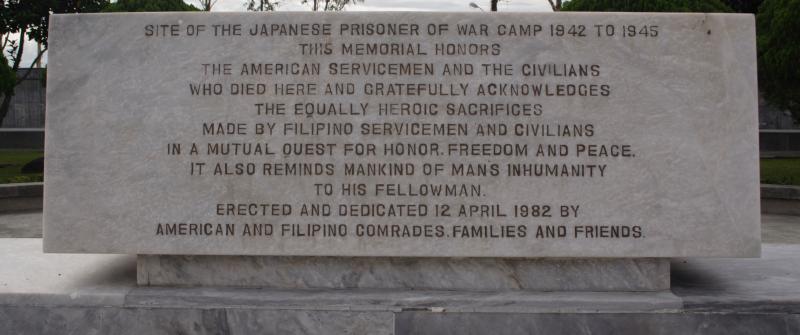 SITE OF THE JAPANESE PRISONER OF WAR CAMP 1942 TO 1945
THIS MEMORIAL HONORS
THE AMERICAN SERVICEMEN AND THE CIVILIANS
WHO DIED HERE AND GRATEFULLY ACKNOWLEDGES
THE EQUALLY HEROIC SACRIFICES
MADE BY FILIPINO SERVICEMEN AND CIVILIANS
IN A MUTUAL QUEST FOR HONOR. FREEDOM AND PEACE.
IT ALSO REMINDS MANKIND OF MAN'S INHUMANITY
TO HIS FELLOWMAN.
ERECTED AND DEDICATED 12 APRIL 1982 BY
AMERICAN AND FILIPINO COMRADES. FAMILIES AND FRIENDS.